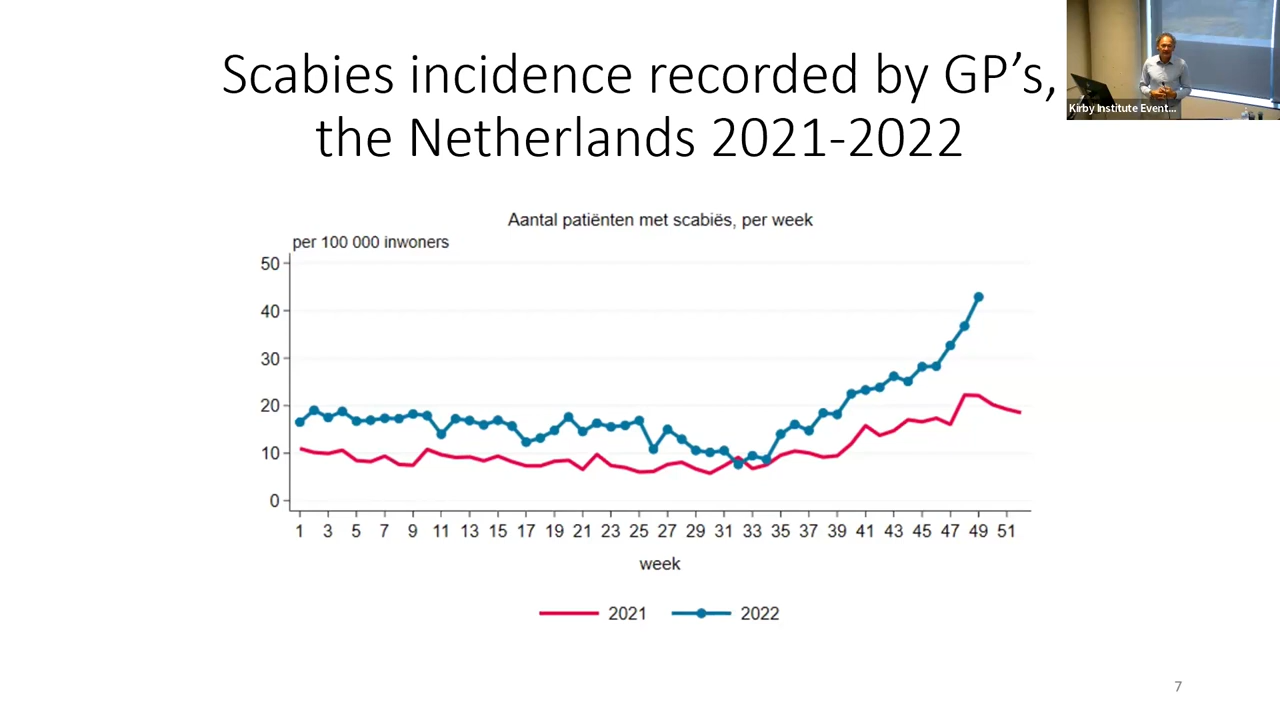 Scabies incidence recorded by GP’s,
the Netherlands 2021-2022
Kirby Institute Event...
Aantal patiënten met scabiës, per week
per 100 000 inwoners
50
40
30
20
10
0
1 3 5 7 9 11 13 15 17 19 21 23 25 27 29 31 33 35 37 39 41 43 45 47 49 51
week
2021 2022
7